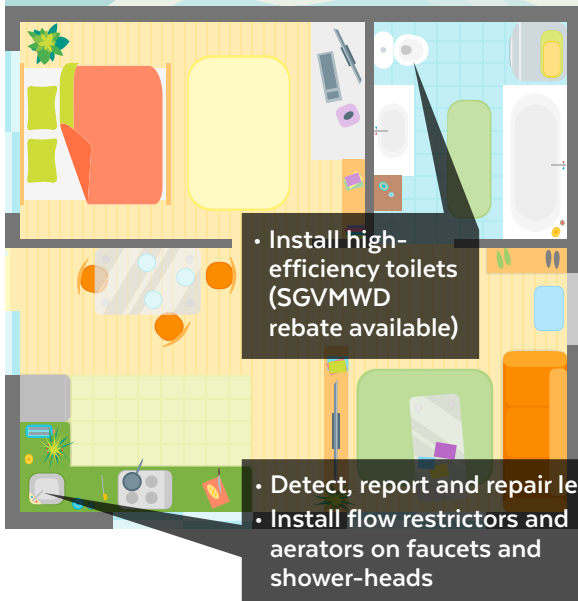 • Install high-
efficiency toilets
(SGVMWD
rebate available)
• Detect, report and repair le
• Install flow restrictors and
aerators on faucets and
shower-heads